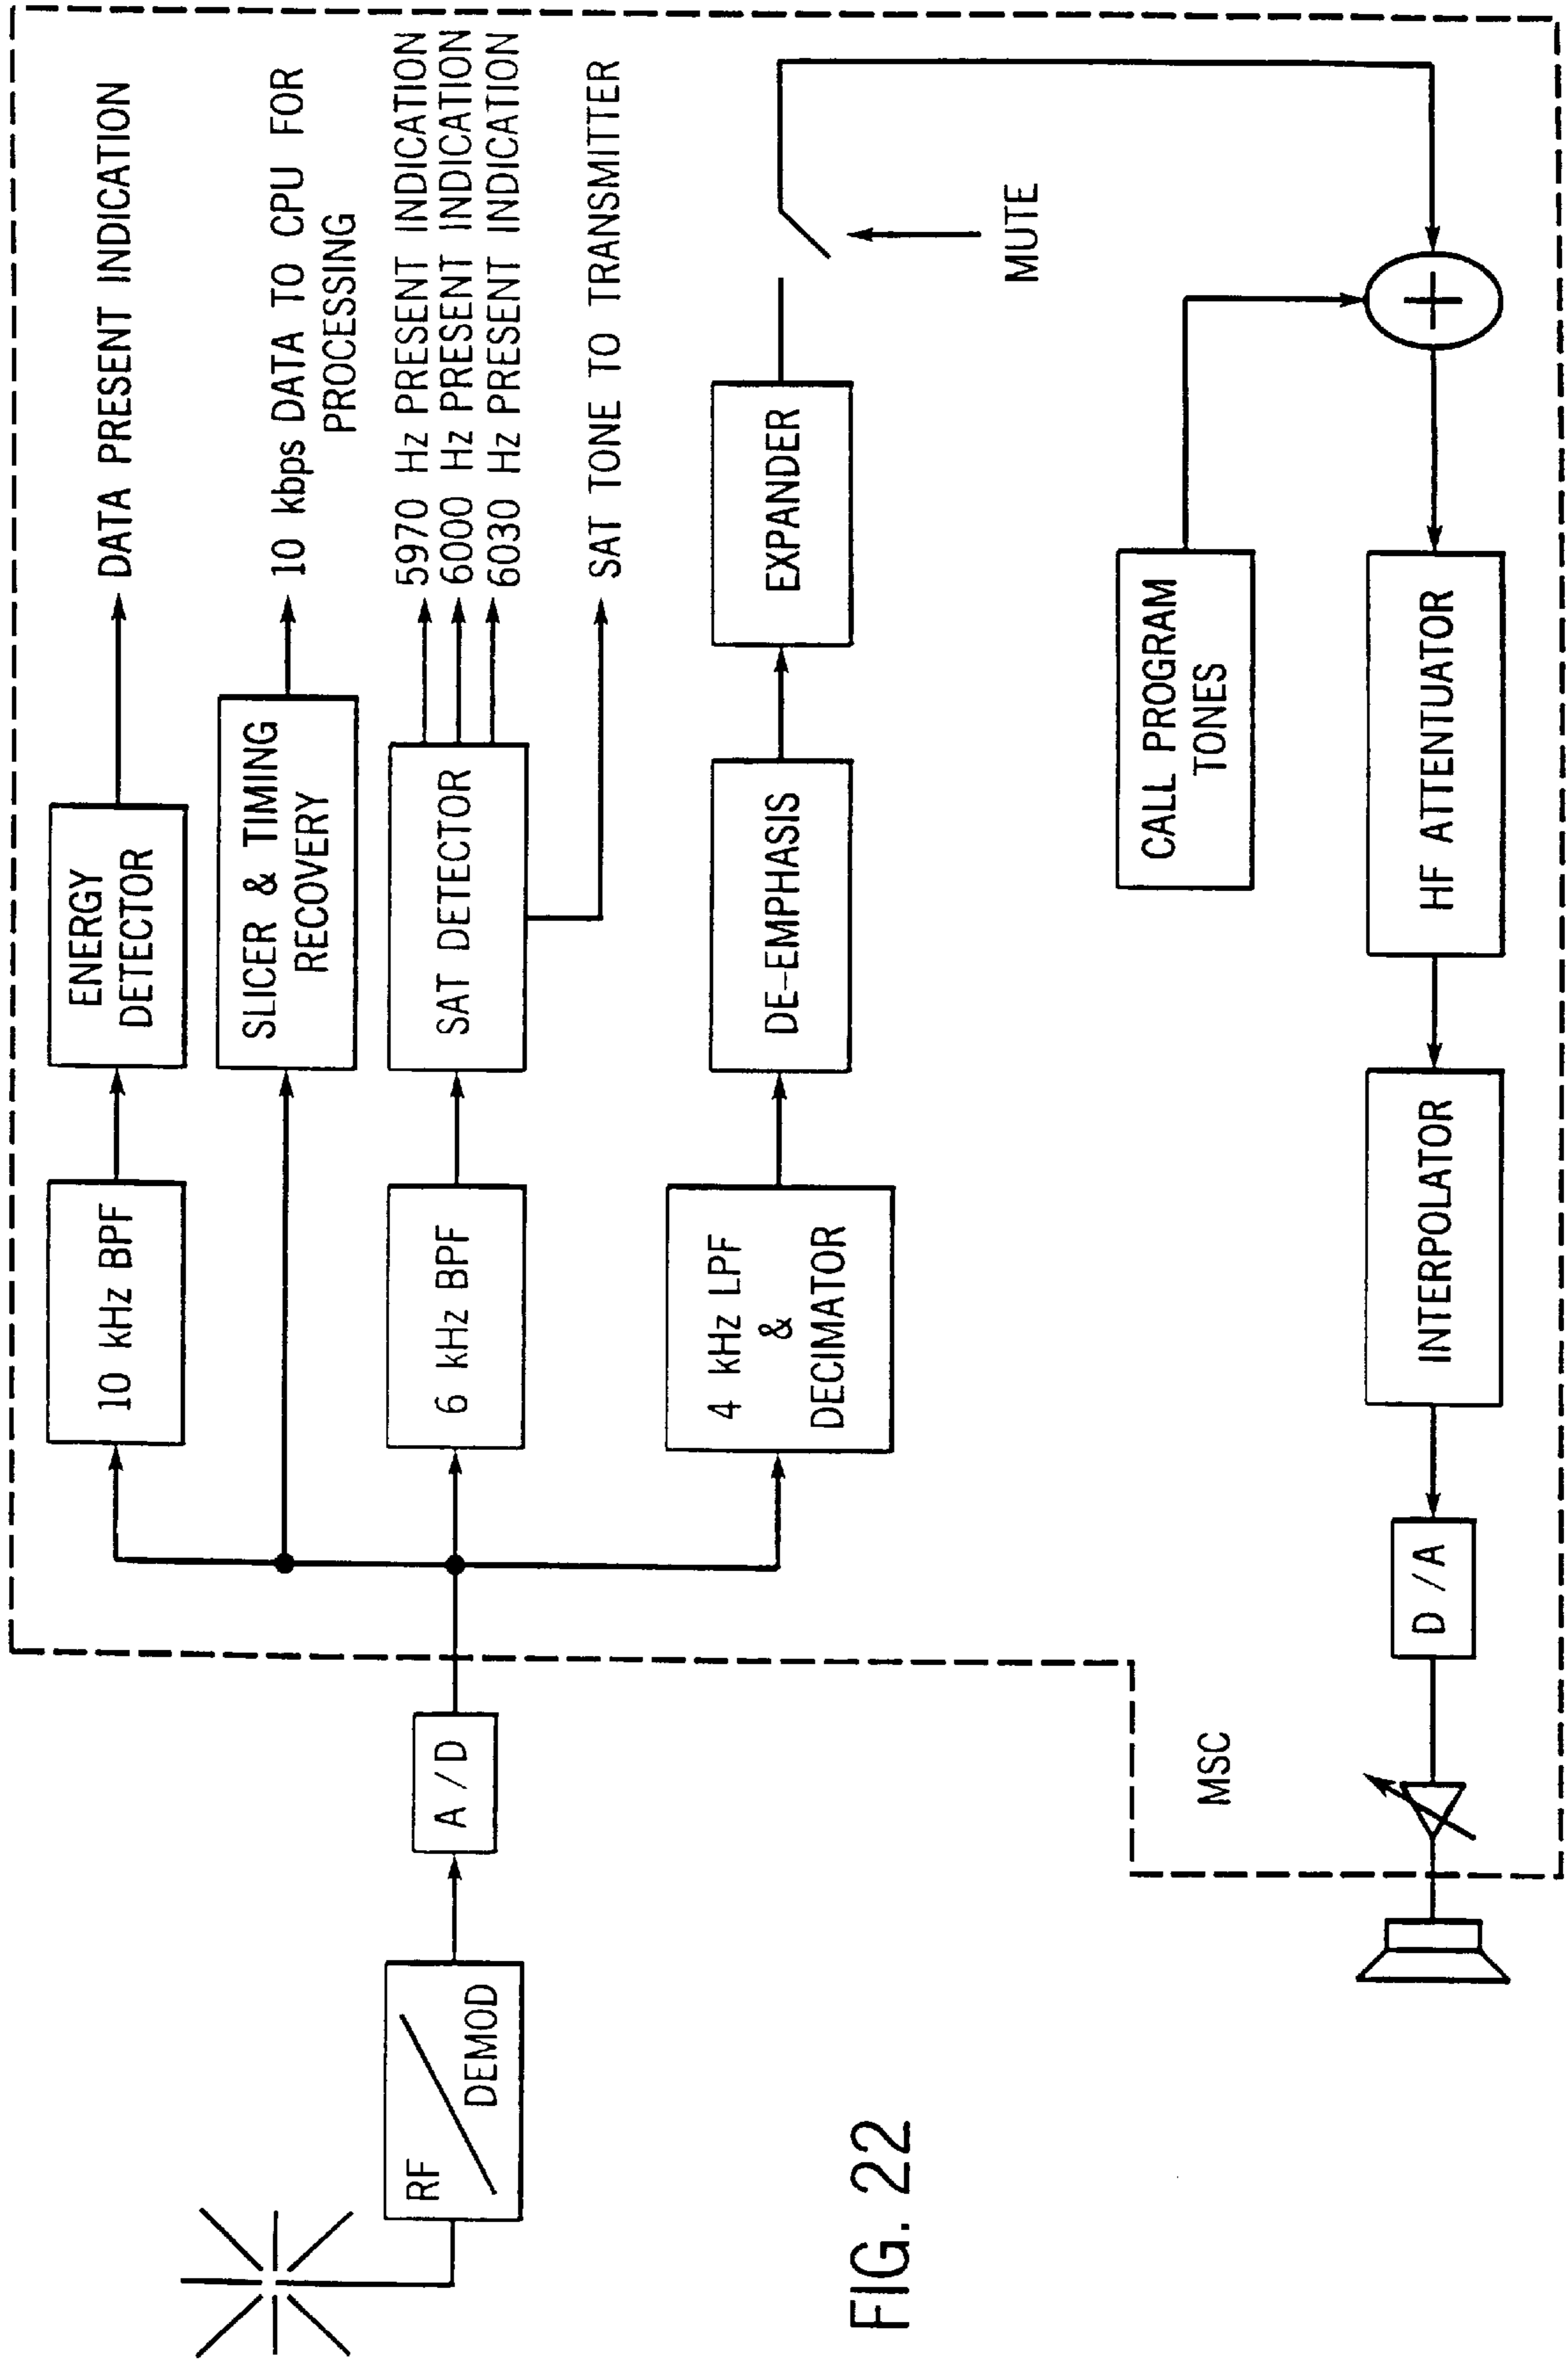 ENERGY
DETECTOR
DATA PRESENT INDICATION
10 kHz BPF
SLICER & TIMING
RECOVERY
10 kbps DATA TO CPU FOR
PROCESSING
RF
DEMOD
A/D
6 kHz BPF
SAT DETECTOR
5970 Hz PRESENT INDICATION
6000 Hz PRESENT INDICATION
6030 Hz PRESENT INDICATION
SAT TONE TO TRANSMITTER
4 kHz LPF
&
DECIMATOR
DE-EMPHASIS
EXPANDER
MUTE
CALL PROGRAM
TONES
MSC
D/A
INTERPOLATOR
HF ATTENTUATOR
+
FIG. 22